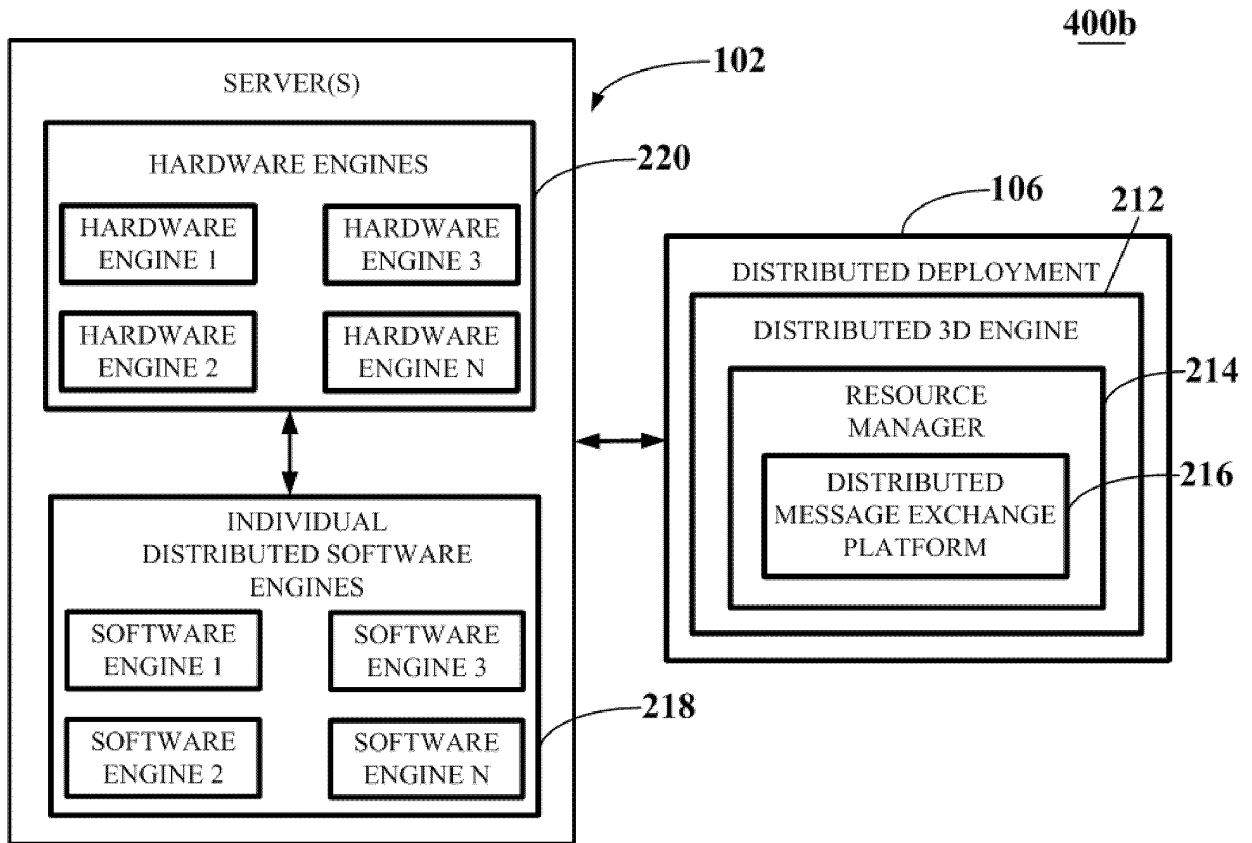 400b
SERVER(S)
102
HARDWARE ENGINES
220
HARDWARE
ENGINE 1
HARDWARE
ENGINE 3
HARDWARE
ENGINE 2
HARDWARE
ENGINE N
INDIVIDUAL
DISTRIBUTED SOFTWARE
ENGINES
SOFTWARE
ENGINE 1
SOFTWARE
ENGINE 3
SOFTWARE
ENGINE 2
SOFTWARE
ENGINE N
218
106
212
DISTRIBUTED DEPLOYMENT
DISTRIBUTED 3D ENGINE
214
RESOURCE
MANAGER
216
DISTRIBUTED
MESSAGE EXCHANGE
PLATFORM